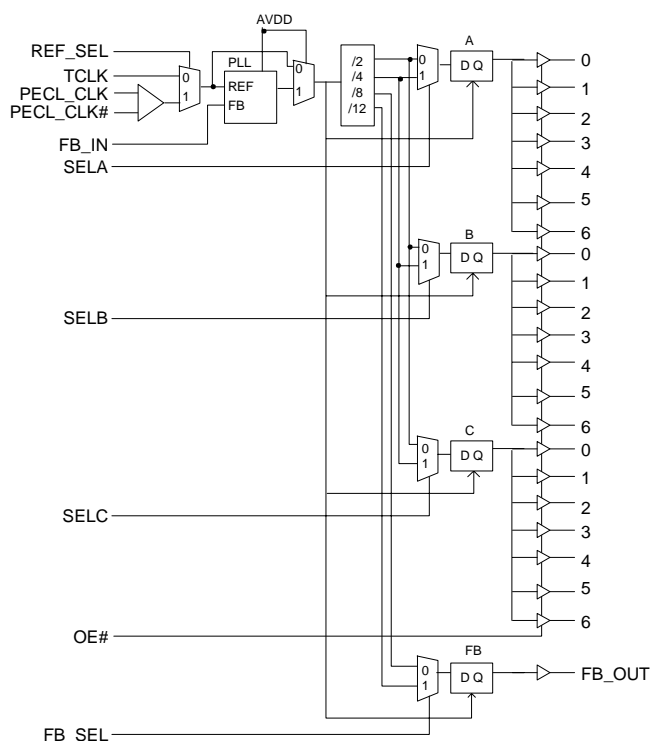 AVDD
A
REF_SEL
PLL
/2
0
D Q
0
TCLK
0
REF
0
/4
1
1
PECL_CLK
1
FB
1
/8
2
PECL_CLK#
/12
3
FB_IN
4
SELA
5
6
B
0
0
D Q
1
1
2
SELB
3
4
5
6
C
0
0
D Q
1
1
2
SELC
3
4
5
6
OE#
FB
0
D Q
FB_OUT
1
FB_SEL